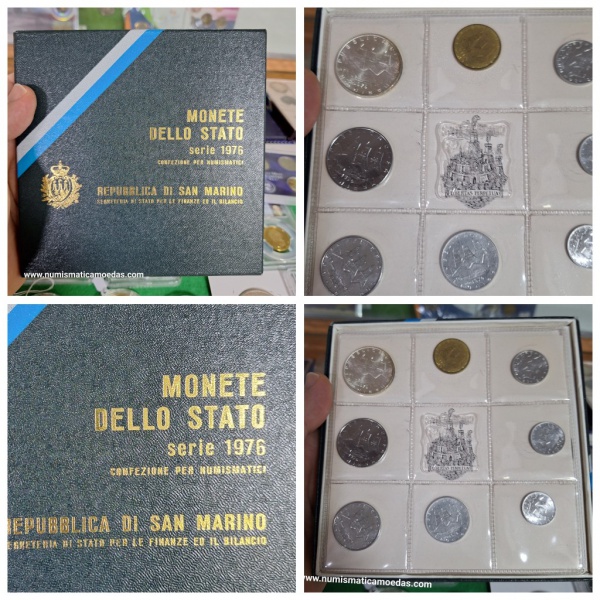 MONETE
DELLO STATO
serie 1976
CONFEZIONE PER NUMISMATICI
REPUBBLICA DI SAN MARINO
SEGRETERIA DI STATO PER LE FINANZE ED IL BILANCIO
www.numismaticamoedas.com
MONETE
DELLO STATO
serie 1976
CONFEZIONE PER NUMISMATICI
REPUBBLICA DI SAN MARINO
SEGRETERIA DI STATO PER LE FINANZE ED IL BILANCIO
www.numismaticamoedas.com